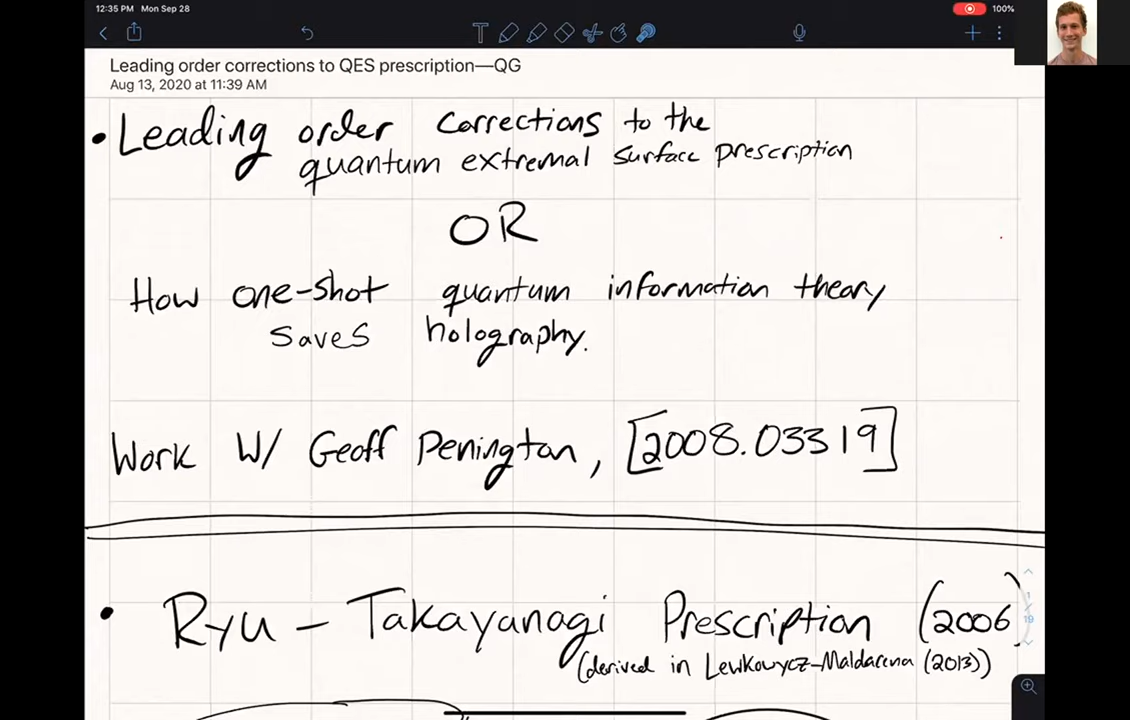 12:35 PM Mon Sep 28
100%
Leading order corrections to QES prescription—QG
Aug 13, 2020 at 11:39 AM
• Leading order corrections to the
quantum extremal surface prescription
OR
How one-shot quantum information theory
saves holography.
Work w/ Geoff Penington, [2008.03319]
• Ryu - Takayanagi Prescription (2006)
(derived in Lewkowycz-Maldacena (2013))
1
19